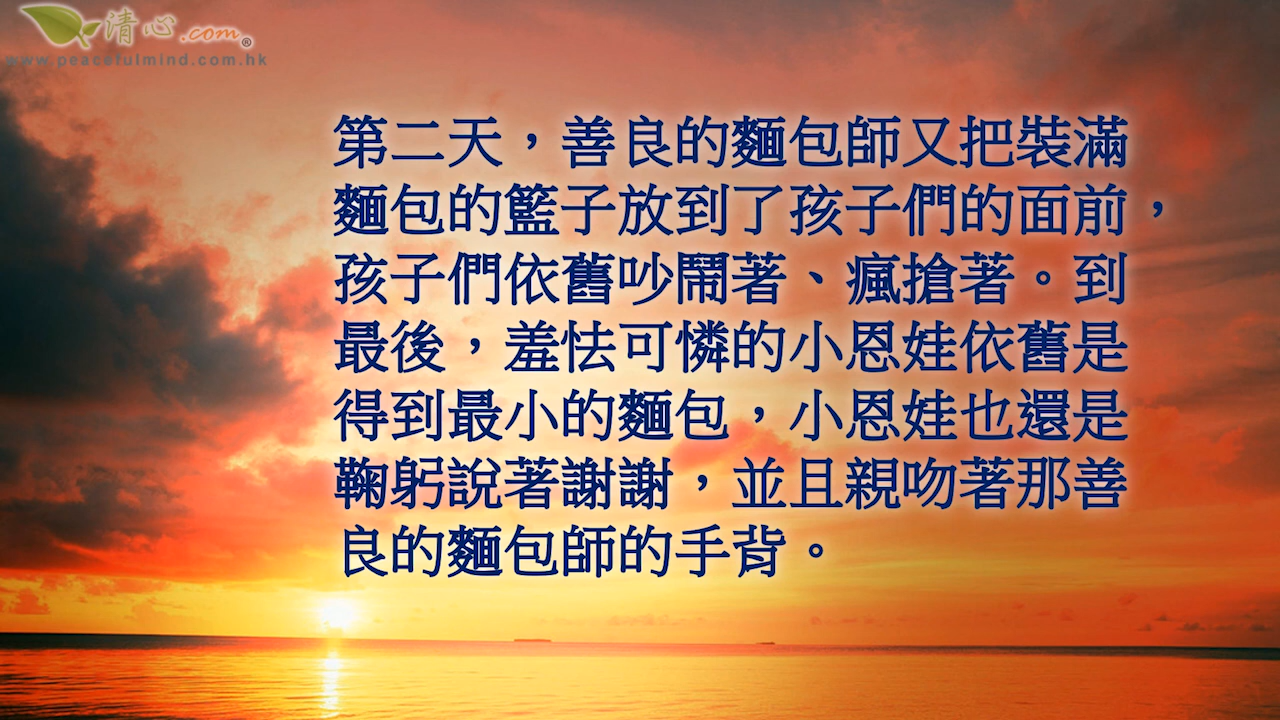 清心.com®
www.peacefulmind.com.hk
第二天，善良的麵包師又把裝滿
麵包的籃子放到了孩子們的面前，
孩子們依舊吵鬧著、瘋搶著。到
最後，羞怯可憐的小恩娃依舊是
得到最小的麵包，小恩娃也還是
鞠躬說著謝謝，並且親吻著那善
良的麵包師的手背。